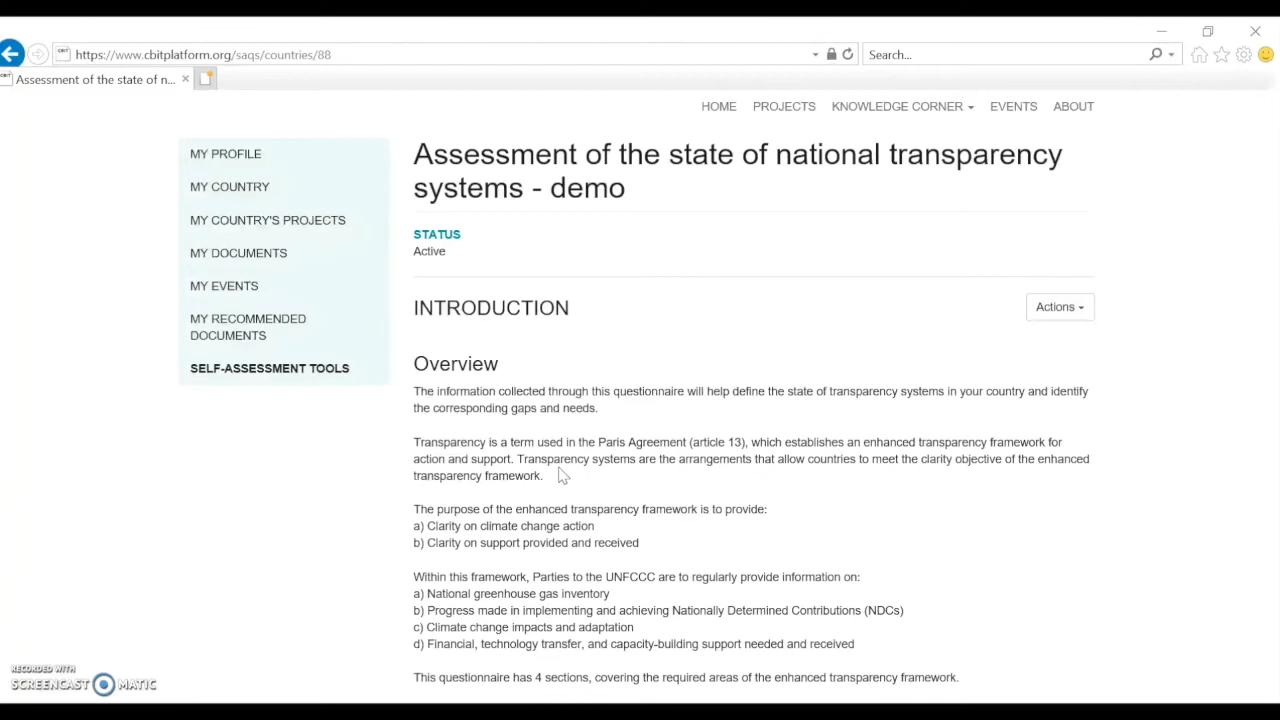 https://www.cbitplatform.org/saqs/countries/88
Search...
Assessment of the state of n...
HOME PROJECTS KNOWLEDGE CORNER EVENTS ABOUT
MY PROFILE
MY COUNTRY
MY COUNTRY'S PROJECTS
MY DOCUMENTS
MY EVENTS
MY RECOMMENDED
DOCUMENTS
SELF-ASSESSMENT TOOLS
Assessment of the state of national transparency
systems - demo
STATUS
Active
INTRODUCTION
Actions
Overview
The information collected through this questionnaire will help define the state of transparency systems in your country and identify
the corresponding gaps and needs.
Transparency is a term used in the Paris Agreement (article 13), which establishes an enhanced transparency framework for
action and support. Transparency systems are the arrangements that allow countries to meet the clarity objective of the enhanced
transparency framework.
The purpose of the enhanced transparency framework is to provide:
a) Clarity on climate change action
b) Clarity on support provided and received
Within this framework, Parties to the UNFCCC are to regularly provide information on:
a) National greenhouse gas inventory
b) Progress made in implementing and achieving Nationally Determined Contributions (NDCs)
c) Climate change impacts and adaptation
d) Financial, technology transfer, and capacity-building support needed and received
This questionnaire has 4 sections, covering the required areas of the enhanced transparency framework.
RECORDED WITH
SCREENCAST MATIC